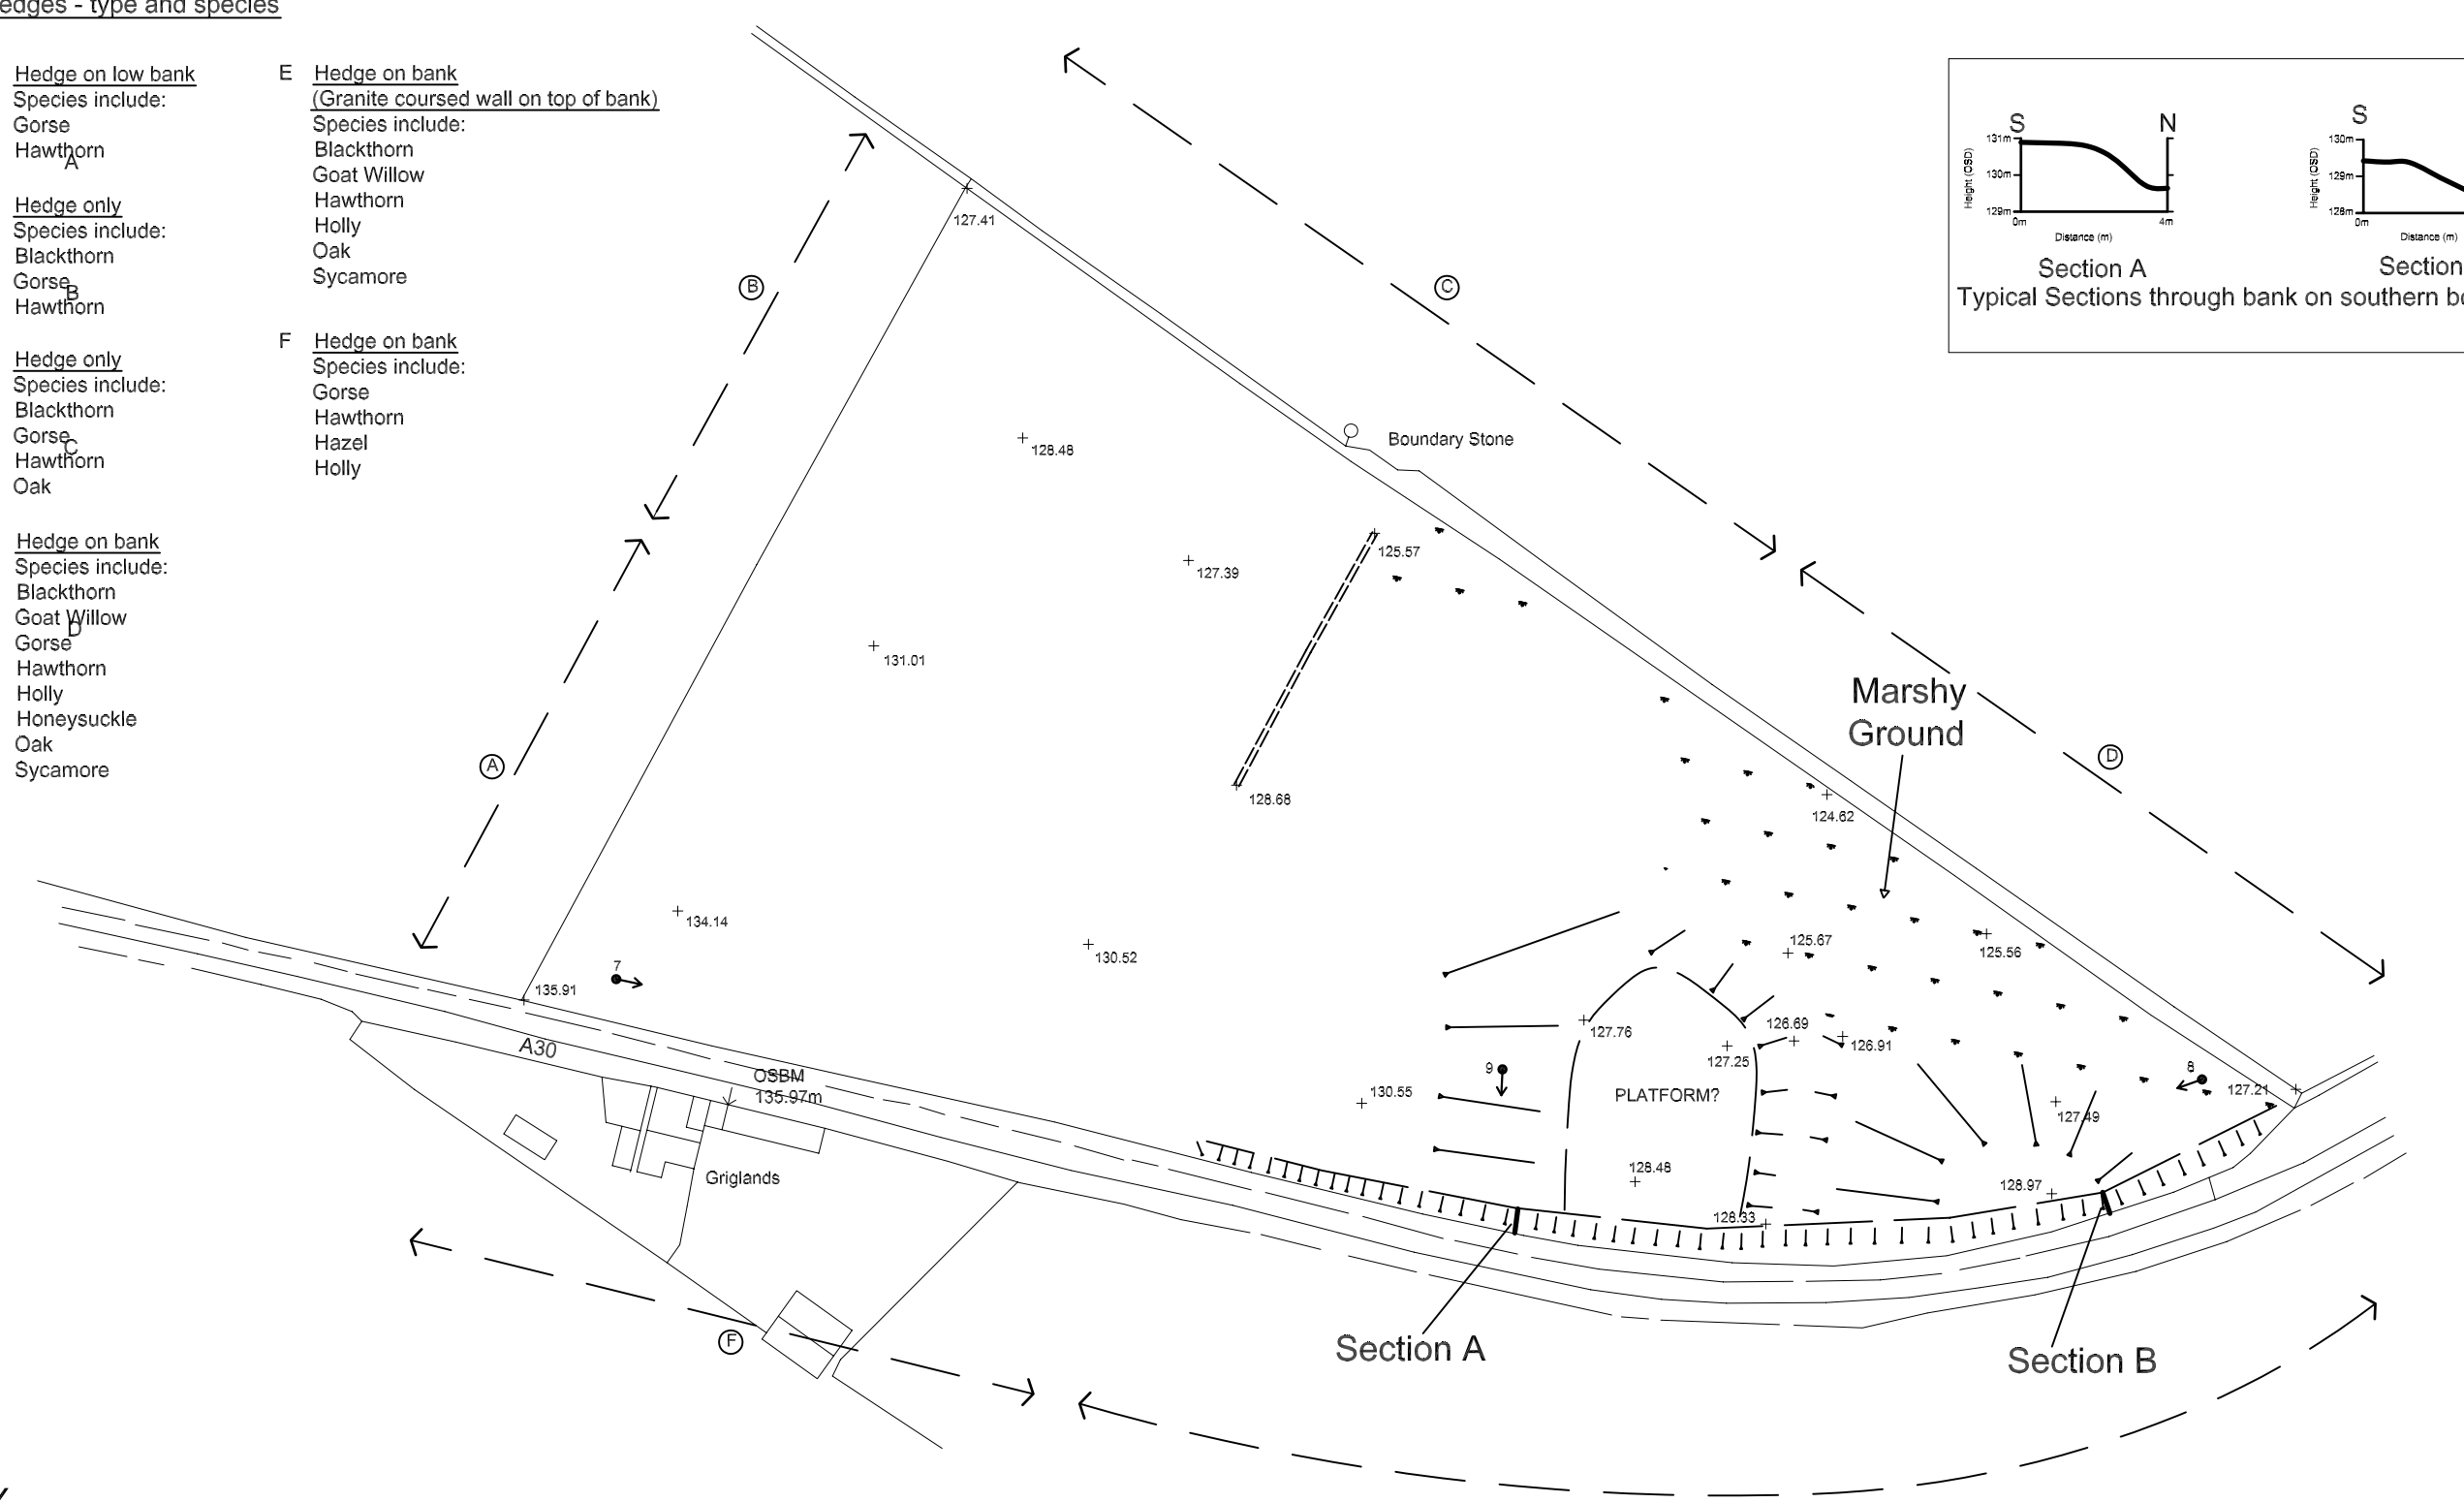 edges - type and species
Hedge on low bank
Species include:
Gorse
Hawthorn
A
Hedge only
Species include:
Blackthorn
Gorse
B
Hawthorn
Hedge only
Species include:
Blackthorn
Gorse
C
Hawthorn
Oak
Hedge on bank
Species include:
Blackthorn
Goat Willow
D
Gorse
Hawthorn
Holly
Honeysuckle
Oak
Sycamore
E Hedge on bank
(Granite coursed wall on top of bank)
Species include:
Blackthorn
Goat Willow
Hawthorn
Holly
Oak
Sycamore
F Hedge on bank
Species include:
Gorse
Hawthorn
Hazel
Holly
S N
131m
130m
129m
Height (OSD)
0m 4m
Distance (m)
Section A
S
130m
129m
128m
Height (OSD)
0m
Distance (m)
Section
Typical Sections through bank on southern bo
127.41
B
C
Boundary Stone
128.48
125.57
127.39
131.01
Marshy
Ground
A
D
128.68
124.62
134.14
130.52
125.67
125.56
7
135.91
A30
OSBM
135.97m
Griglands
127.76
126.69
126.91
127.25
9
8
127.21
130.55
PLATFORM?
127.49
128.48
128.97
128.33
Section A
Section B
F